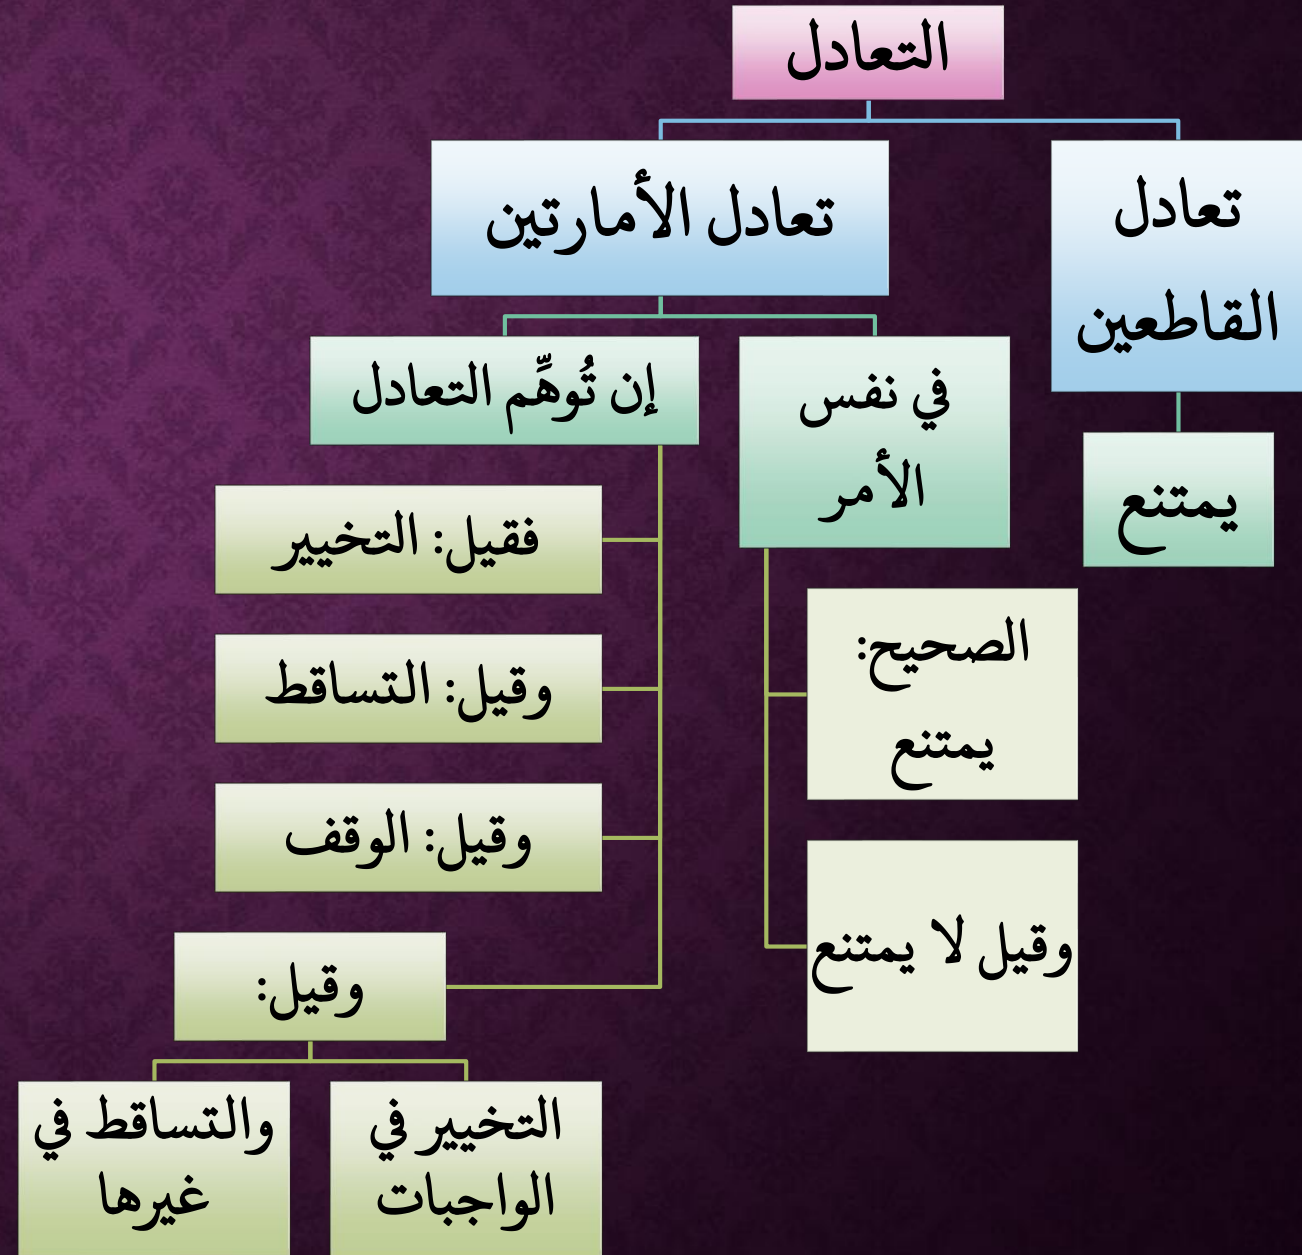 التعادل
تعادل
القاطعين
يمتنع
تعادل الأمارتين
في نفس
الأمر
الصحيح:
يمتنع
وقيل لا يمتنع
إن تُوهِّم التعادل
فقيل: التخيير
وقيل: التساقط
وقيل: الوقف
وقيل:
التخيير في
الواجبات
والتساقط في
غيرها